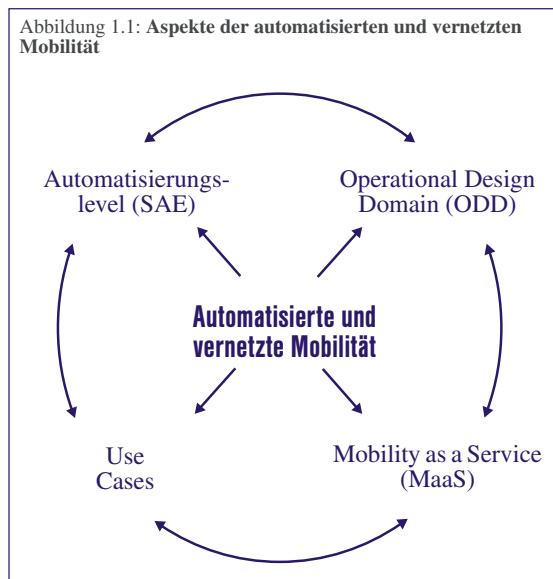 Abbildung 1.1: Aspekte der automatisierten und vernetzten
Mobilität
Automatisierungs-
level (SAE)
Operational Design
Domain (ODD)
Automatisierte und
vernetzte Mobilität
Use
Cases
Mobility as a Service
(MaaS)